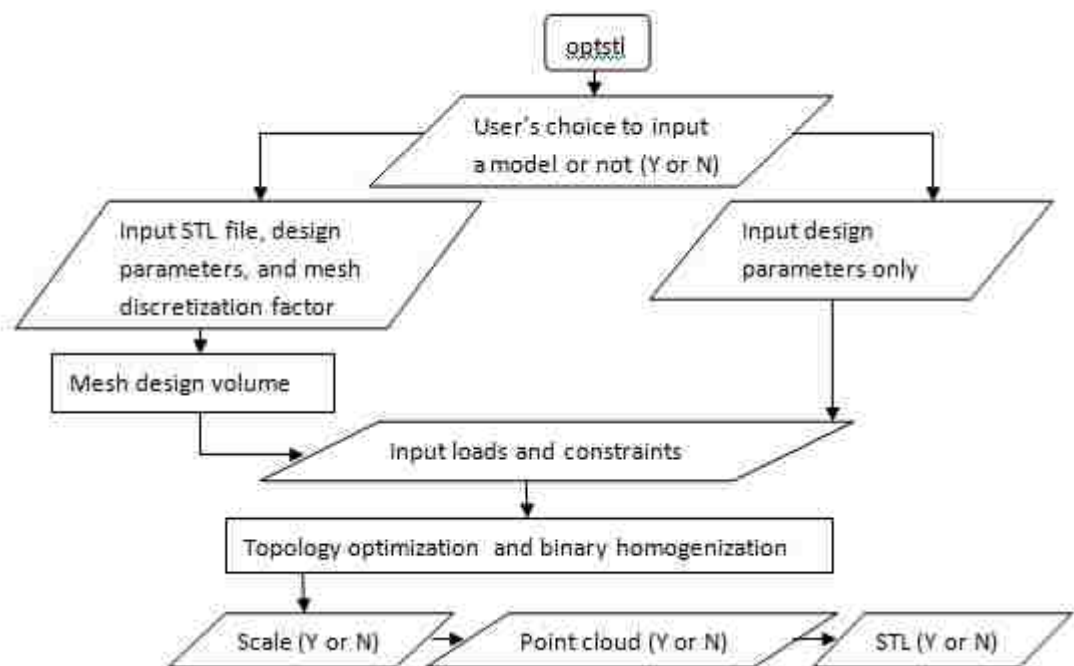 optstl
User's choice to input
a model or not (Y or N)
Input STL file, design
parameters, and mesh
discretization factor
Input design
parameters only
Mesh design volume
Input loads and constraints
Topology optimization and binary homogenization
Scale (Y or N)
Point cloud (Y or N)
STL (Y or N)